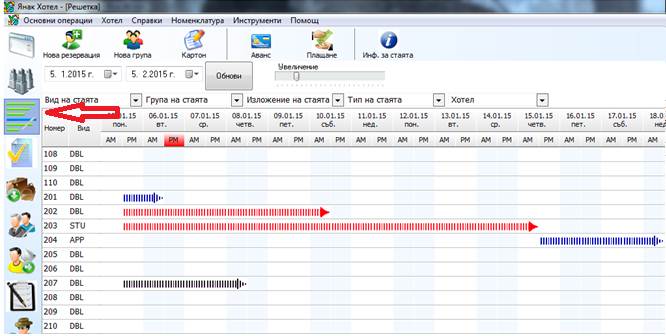 Янак Хотел - [Решетка]
Основни операции Хотел Справки Номенклатура Инструменти Помощ
Нова резервация Нова група Картон Аванс Плащане Инф. за стаята
5. 1.2015 г. 5. 2.2015 г. Обнови Увеличение
Вид на стаята Група на стаята Изложение на стаята Тип на стаята Хотел
Номер Вид
.01.15 06.01.15 07.01.15 08.01.15 09.01.15 10.01.15 11.01.15 12.01.15 13.01.15 14.01.15 15.01.15 16.01.15 17.01.15 18.0
пон. вт. ср. четв. пет. съб. нед. пон. вт. ср. четв. пет. съб. нед
AM PM AM PM AM PM AM PM AM PM AM PM AM PM AM PM AM PM AM PM AM PM AM PM AM PM AM
108 DBL
109 DBL
110 DBL
201 DBL
202 DBL
203 STU
204 APP
205 DBL
206 DBL
207 DBL
208 DBL
209 DBL
210 DBL